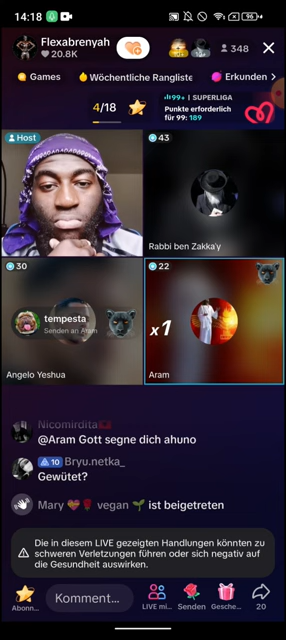 14:18
96
Flexabrenyah
20.8K
348
Games
Wöchentliche Rangliste
Erkunden
4/18
99+ | SUPERLIGA
Punkte erforderlich
für 99: 189
Host
43
Rabbi ben Zakka'y
30
tempesta
Senden an Aram
Angelo Yeshua
22
x1
Aram
Nicomirdita
@Aram Gott segne dich ahuno
10 Bryu.netka_
Gewütet?
Mary vegan ist beigetreten
Die in diesem LIVE gezeigten Handlungen könnten zu
schweren Verletzungen führen oder sich negativ auf
die Gesundheit auswirken.
Abonn...
Komment...
LIVE mi...
Senden
Gesche...
20